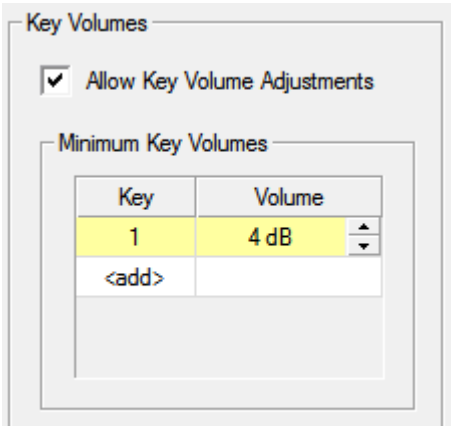 Key Volumes
Allow Key Volume Adjustments
Minimum Key Volumes
Key Volume
1 4 dB
<add>